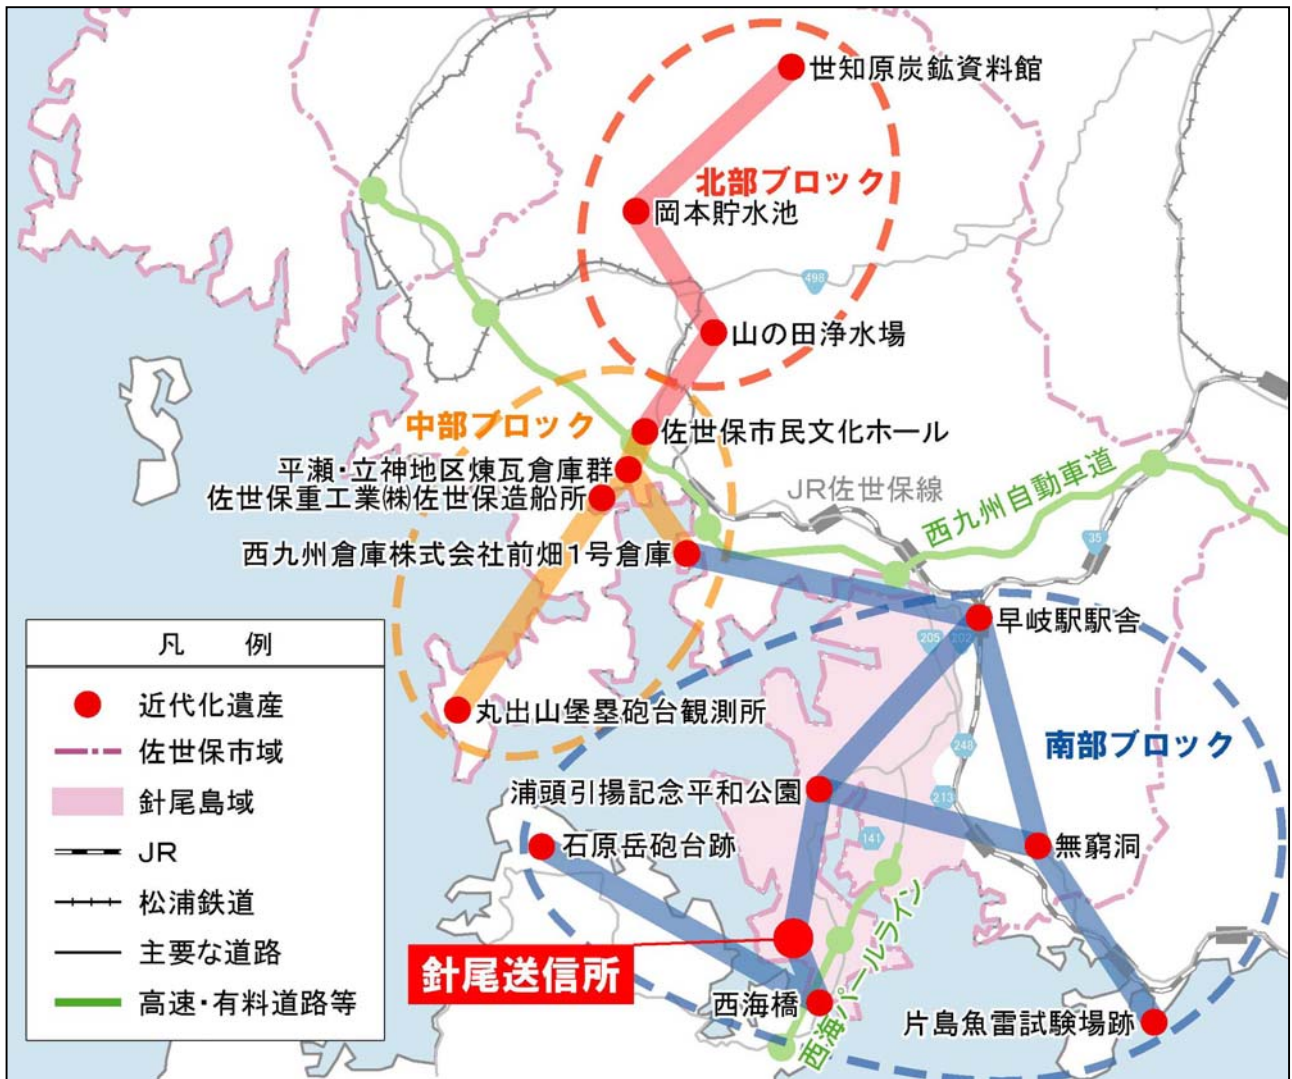 世知原炭鉱資料館
北部ブロック
岡本貯水池
498
山の田浄水場
中部ブロック
佐世保市民文化ホール
平瀬・立神地区煉瓦倉庫群
佐世保重工業㈱佐世保造船所
JR佐世保線
西九州自動車道
35
西九州倉庫株式会社前畑1号倉庫
早岐駅駅舎
205
202
凡 例
近代化遺産
佐世保市域
針尾島域
JR
松浦鉄道
主要な道路
高速・有料道路等
丸出山堡塁砲台観測所
248
南部ブロック
浦頭引揚記念平和公園
213
石原岳砲台跡
141
無窮洞
針尾送信所
西海橋
西海パールライン
片島魚雷試験場跡